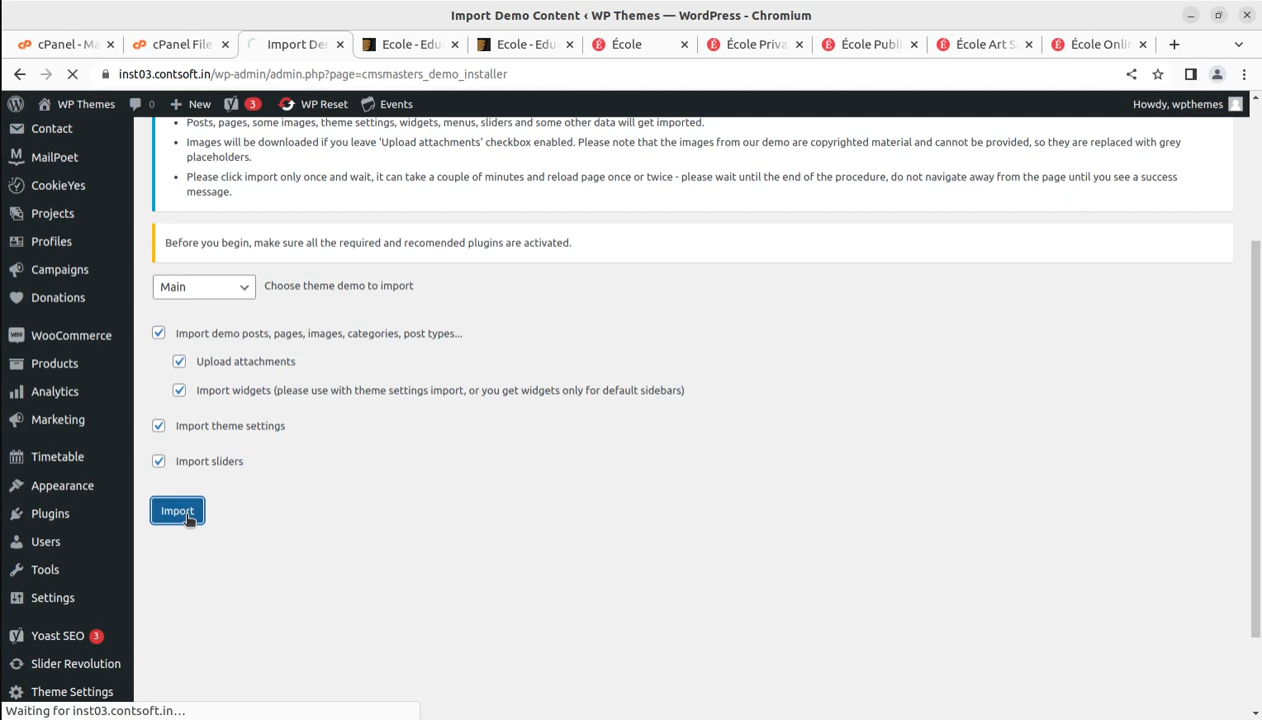 Import Demo Content ‹ WP Themes — WordPress - Chromium
cPanel - Ma
cPanel File
Import Den
Ecole - Edu
Ecole - Edu
École
École Priva
École Publi
École Art S
École Onli
inst03.contsoft.in/wp-admin/admin.php?page=cmsmasters_demo_installer
WP Themes 0 New 3 WP Reset Events Howdy, wpthemes
Contact
MailPoet
CookieYes
Projects
Profiles
Campaigns
Donations
WooCommerce
Products
Analytics
Marketing
Timetable
Appearance
Plugins
Users
Tools
Settings
Yoast SEO 3
Slider Revolution
Theme Settings
Posts, pages, some images, theme settings, widgets, menus, sliders and some other data will get imported.
Images will be downloaded if you leave 'Upload attachments' checkbox enabled. Please note that the images from our demo are copyrighted material and cannot be provided, so they are replaced with grey
placeholders.
Please click import only once and wait, it can take a couple of minutes and reload page once or twice - please wait until the end of the procedure, do not navigate away from the page until you see a success
message.
Before you begin, make sure all the required and recomended plugins are activated.
Main Choose theme demo to import
Import demo posts, pages, images, categories, post types...
Upload attachments
Import widgets (please use with theme settings import, or you get widgets only for default sidebars)
Import theme settings
Import sliders
Import
Waiting for inst03.contsoft.in...